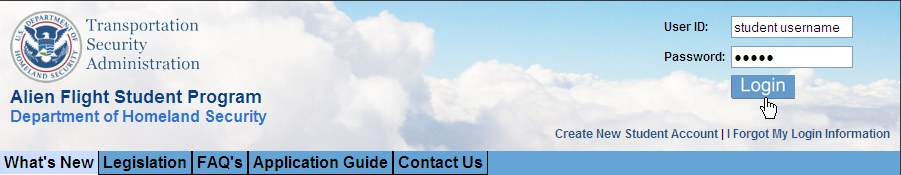 U.S. DEPARTMENT OF HOMELAND SECURITY
Transportation
Security
Administration
Alien Flight Student Program
Department of Homeland Security
User ID: student username
Password: •••••
Login
Create New Student Account | I Forgot My Login Information
What's New | Legislation | FAQ's | Application Guide | Contact Us